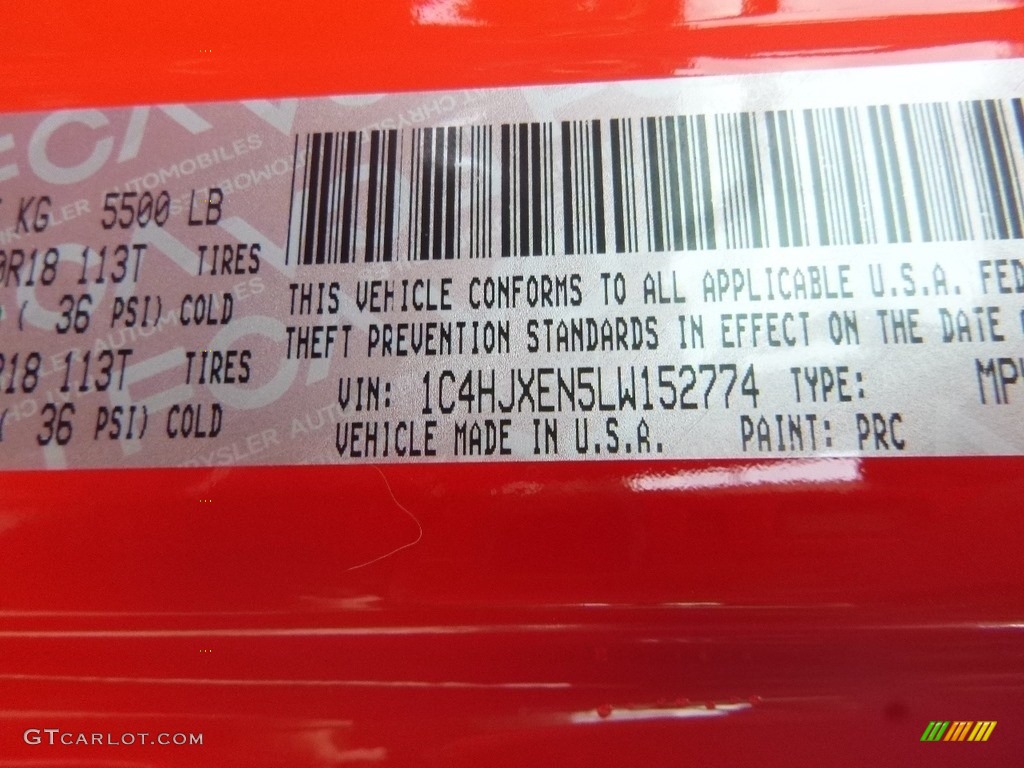 KG 5500 LB
R18 113T TIRES
( 36 PSI) COLD
R18 113T TIRES
( 36 PSI) COLD
THIS VEHICLE CONFORMS TO ALL APPLICABLE U.S.A. FED
THEFT PREVENTION STANDARDS IN EFFECT ON THE DATE
VIN: 1C4HJXEN5LW152774 TYPE: MP
VEHICLE MADE IN U.S.A. PAINT: PRC
GTCARLOT.COM